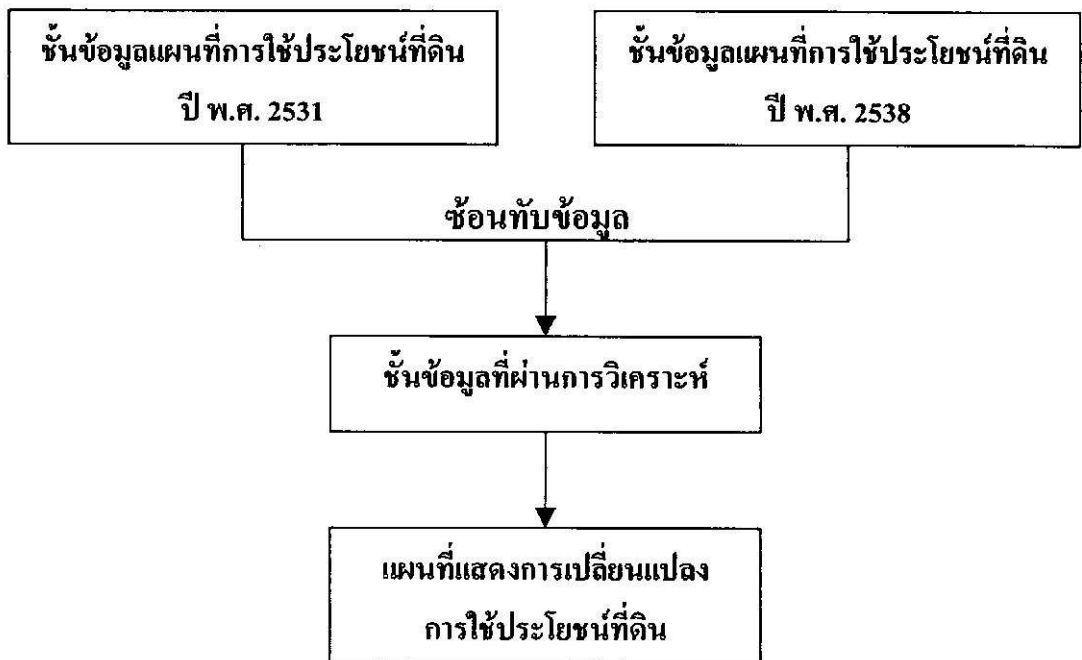 ชั้นข้อมูลแผนที่การใช้ประโยชน์ที่ดิน
ปี พ.ศ. 2531
ชั้นข้อมูลแผนที่การใช้ประโยชน์ที่ดิน
ปี พ.ศ. 2538
ซ้อนทับข้อมูล
ชั้นข้อมูลที่ผ่านการวิเคราะห์
แผนที่แสดงการเปลี่ยนแปลง
การใช้ประโยชน์ที่ดิน